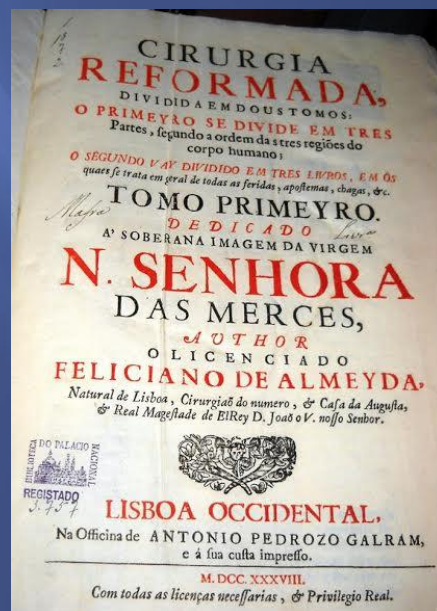 1
18
7
2
CIRURGIA
REFORMADA,
DIVIDIDA EM DOUS TOMOS:
O PRIMEYRO SE DIVIDE EM TRES
Partes, segundo a ordem das tres regiões do
corpo humano;
O SEGUNDO VAY DIVIDIDO EM TRES LIVROS, EM OS
quaes se trata em geral de todas as feridas, apostemas, chagas, &c.
TOMO PRIMEYRO.
Mafra
DEDICADO
Livra
A' SOBERANA IMAGEM DA VIRGEM
N. SENHORA
DAS MERCES,
AUTHOR
O LICENCIADO
FELICIANO DE ALMEYDA,
Natural de Lisboa, Cirurgiaõ do numero, & Casa da Augusta,
& Real Magestade de ElRey D. Joaõ o V. nosso Senhor.
BIBLIOTECA DO PALACIO NACIONAL
REGISTADO
3.757
LISBOA OCCIDENTAL,
Na Officina de ANTONIO PEDROZO GALRAM,
e á sua custa impresso.
M. DCC. XXXVIII.
Com todas as licenças necessarias, & Privilegio Real.